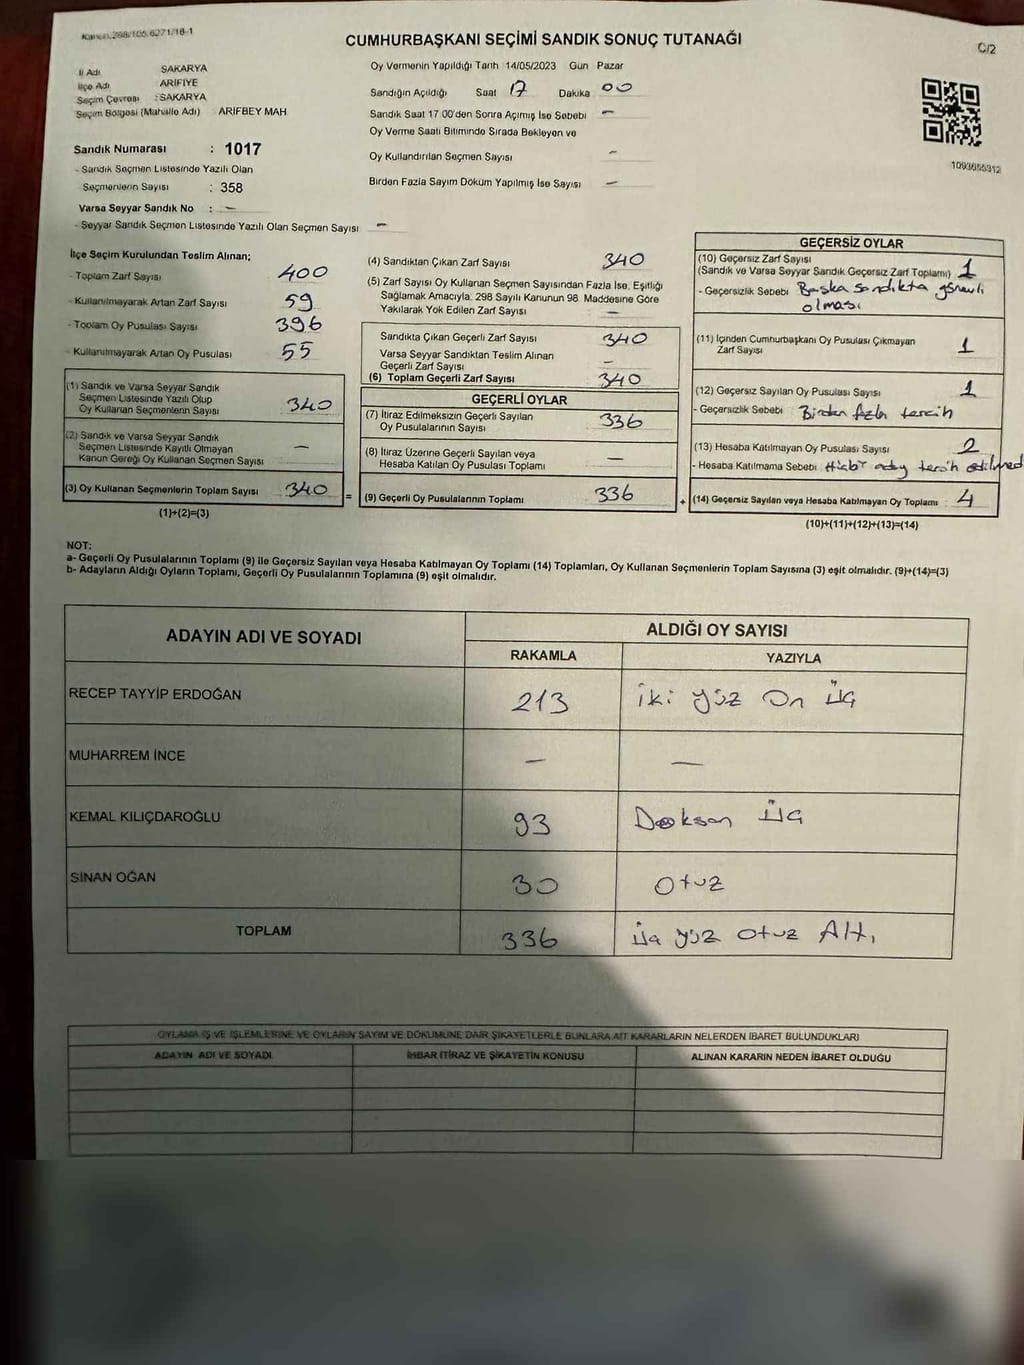 Kanun.298/105.6271/16-1
CUMHURBAŞKANI SEÇİMİ SANDIK SONUÇ TUTANAĞI
C/2
İl Adı SAKARYA
İlçe Adı ARİFİYE
Seçim Çevresi : SAKARYA
Seçim Bölgesi (Mahalle Adı) ARİFBEY MAH
Oy Vermenin Yapıldığı Tarih 14/05/2023 Gün Pazar
Sandığın Açıldığı Saat 17 Dakika 00
Sandık Saat 17 00'den Sonra Açılmış İse Sebebi —
Oy Verme Saati Bitiminde Sırada Bekleyen ve
Oy Kullandırılan Seçmen Sayısı —
Birden Fazla Sayım Döküm Yapılmış İse Sayısı —
1093655312
Sandık Numarası : 1017
- Sandık Seçmen Listesinde Yazılı Olan
Seçmenlerin Sayısı : 358
Varsa Seyyar Sandık No : —
- Seyyar Sandık Seçmen Listesinde Yazılı Olan Seçmen Sayısı —
İlçe Seçim Kurulundan Teslim Alınan;
- Toplam Zarf Sayısı 400
- Kullanılmayarak Artan Zarf Sayısı 59
- Toplam Oy Pusulası Sayısı 396
- Kullanılmayarak Artan Oy Pusulası 55
(1) Sandık ve Varsa Seyyar Sandık
Seçmen Listesinde Yazılı Olup
Oy Kullanan Seçmenlerin Sayısı 340
(2) Sandık ve Varsa Seyyar Sandık
Seçmen Listesinde Kayıtlı Olmayan
Kanun Gereği Oy Kullanan Seçmen Sayısı —
(3) Oy Kullanan Seçmenlerin Toplam Sayısı 340 =
(1)+(2)=(3)
(4) Sandıktan Çıkan Zarf Sayısı 340
(5) Zarf Sayısı Oy Kullanan Seçmen Sayısından Fazla İse, Eşitliği
Sağlamak Amacıyla, 298 Sayılı Kanunun 98. Maddesine Göre
Yakılarak Yok Edilen Zarf Sayısı —
Sandıkta Çıkan Geçerli Zarf Sayısı 340
Varsa Seyyar Sandıktan Teslim Alınan
Geçerli Zarf Sayısı —
(6) Toplam Geçerli Zarf Sayısı 340
GEÇERLİ OYLAR
(7) İtiraz Edilmeksizin Geçerli Sayılan
Oy Pusulalarının Sayısı 336
(8) İtiraz Üzerine Geçerli Sayılan veya
Hesaba Katılan Oy Pusulası Toplamı —
(9) Geçerli Oy Pusulalarının Toplamı 336 +
GEÇERSİZ OYLAR
(10) Geçersiz Zarf Sayısı
(Sandık ve Varsa Seyyar Sandık Geçersiz Zarf Toplamı) 1
- Geçersizlik Sebebi Başka sandıkta görevli
olması
(11) İçinden Cumhurbaşkanı Oy Pusulası Çıkmayan
Zarf Sayısı 1
(12) Geçersiz Sayılan Oy Pusulası Sayısı 1
- Geçersizlik Sebebi Birden fazla tercih
(13) Hesaba Katılmayan Oy Pusulası Sayısı 2
- Hesaba Katılmama Sebebi Hiçbir aday tercih edilmed
(14) Geçersiz Sayılan veya Hesaba Katılmayan Oy Toplamı 4
(10)+(11)+(12)+(13)=(14)
NOT:
a- Geçerli Oy Pusulalarının Toplamı (9) ile Geçersiz Sayılan veya Hesaba Katılmayan Oy Toplamı (14) Toplamları, Oy Kullanan Seçmenlerin Toplam Sayısına (3) eşit olmalıdır. (9)+(14)=(3)
b- Adayların Aldığı Oyların Toplamı, Geçerli Oy Pusulalarının Toplamına (9) eşit olmalıdır.
ADAYIN ADI VE SOYADI
ALDIĞI OY SAYISI
RAKAMLA YAZIYLA
RECEP TAYYİP ERDOĞAN 213 iki yüz On üç
MUHARREM İNCE — —
KEMAL KILIÇDAROĞLU 93 Doksan üç
SİNAN OĞAN 30 Otuz
TOPLAM 336 üç yüz otuz Altı
OYLAMA İŞ VE İŞLEMLERİNE VE OYLARIN SAYIM VE DÖKÜMÜNE DAİR ŞİKAYETLERLE BUNLARA AİT KARARLARIN NELERDEN İBARET BULUNDUKLARI
ADAYIN ADI VE SOYADI İHBAR İTİRAZ VE ŞİKAYETİN KONUSU ALINAN KARARIN NEDEN İBARET OLDUĞU